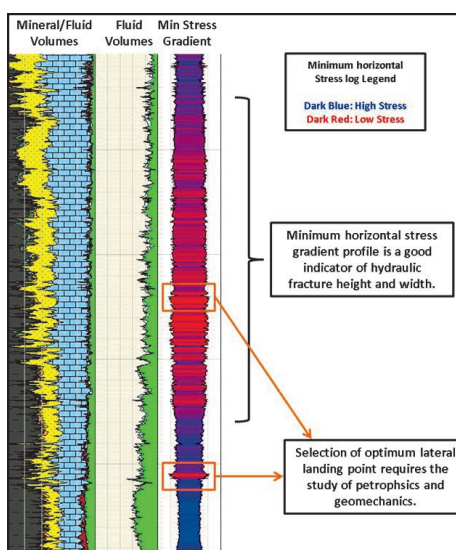 Mineral/Fluid
Volumes
Fluid
Volumes
Min Stress
Gradient
Minimum horizontal
Stress log Legend
Dark Blue: High Stress
Dark Red: Low Stress
Minimum horizontal stress
gradient profile is a good
indicator of hydraulic
fracture height and width.
Selection of optimum lateral
landing point requires the
study of petrophsics and
geomechanics.